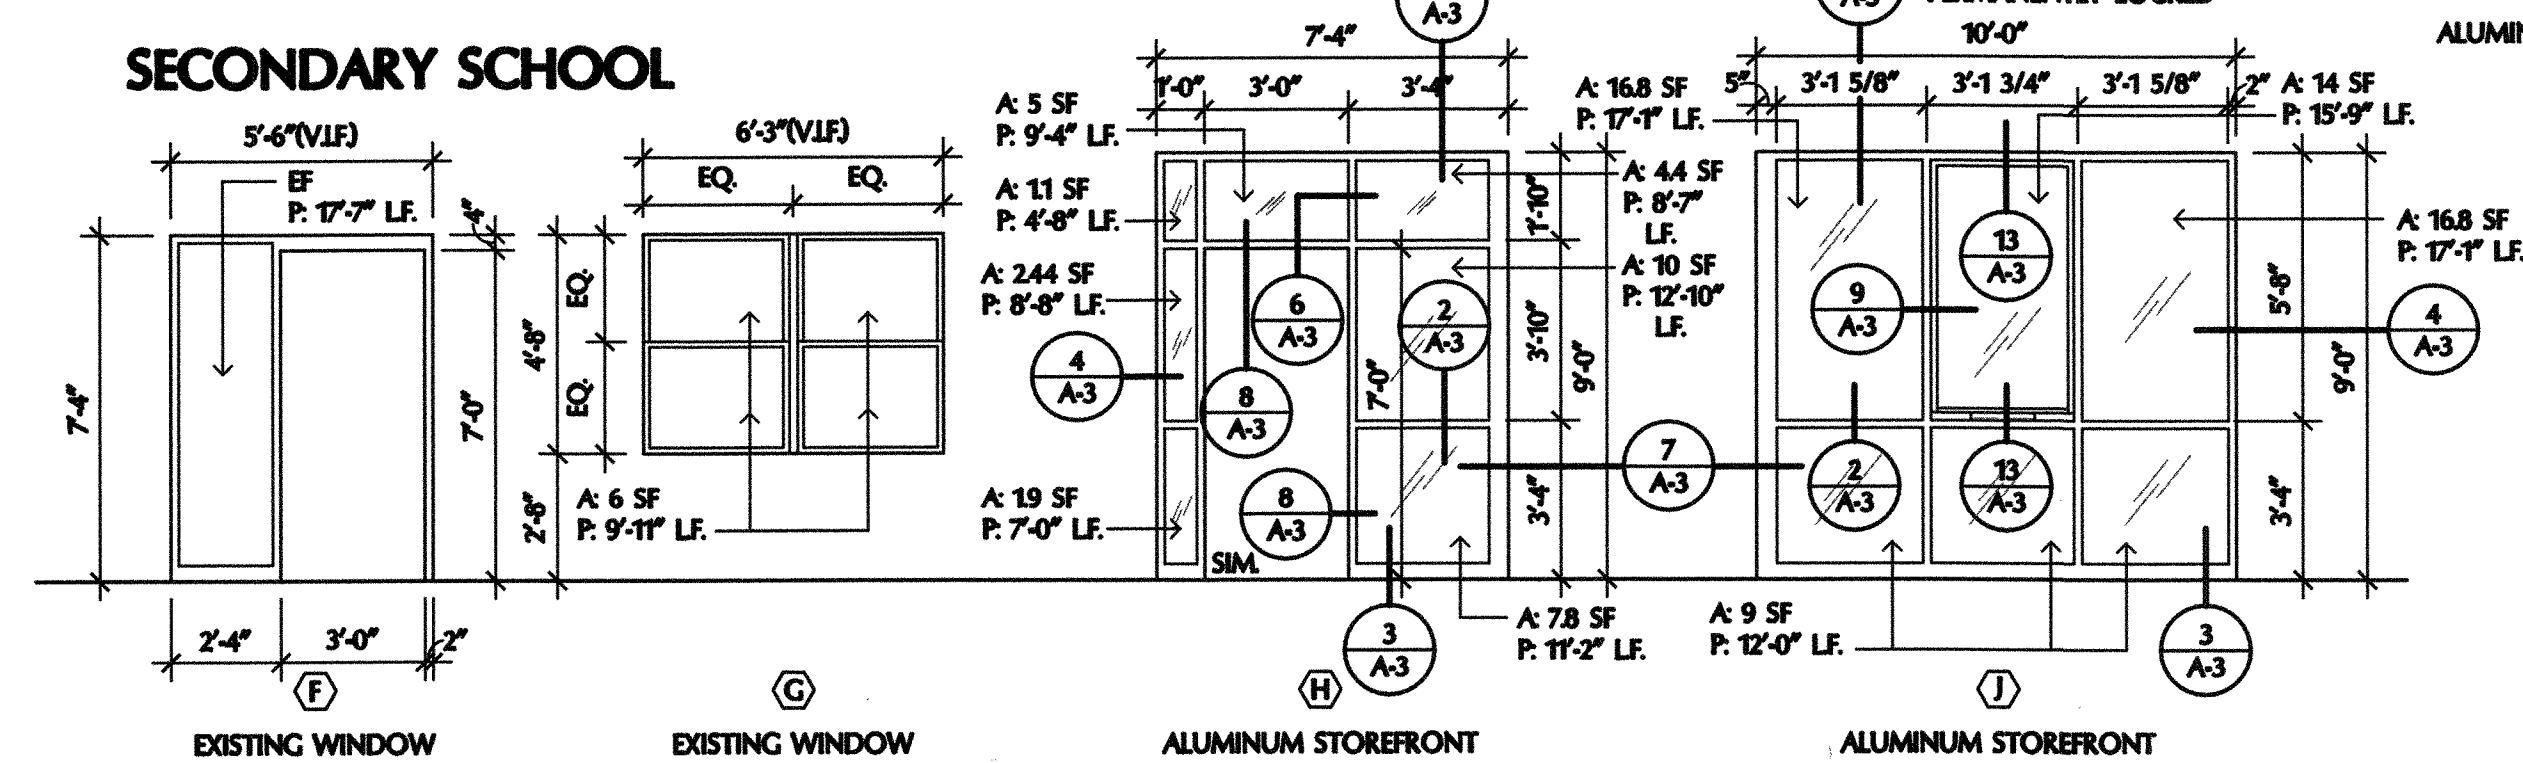 SECONDARY SCHOOL
5'-6"(V.I.F.)
EF
P: 17'-7" L.F.
4"
7'-4"
7'-0"
2'-4"
3'-0"
2"
F
EXISTING WINDOW
6'-3"(V.I.F.)
EQ.
EQ.
EQ.
EQ.
4'-8"
2'-8"
A: 6 SF
P: 9'-11" L.F.
G
EXISTING WINDOW
A-3
7'-4"
1'-0"
3'-0"
3'-4"
A: 5 SF
P: 9'-4" L.F.
A: 1.1 SF
P: 4'-8" L.F.
A: 2.44 SF
P: 8'-8" L.F.
4
A-3
A: 1.9 SF
P: 7'-0" L.F.
6
A-3
8
A-3
8
A-3
SIM.
2
A-3
7'-0"
3
A-3
1'-10"
3'-10"
3'-4"
9'-0"
A: 4.4 SF
P: 8'-7"
L.F.
A: 10 SF
P: 12'-10"
L.F.
7
A-3
A: 7.8 SF
P: 11'-2" L.F.
H
ALUMINUM STOREFRONT
A-3
PERMANENTLY LOCKED
10'-0"
5"
3'-1 5/8"
3'-1 3/4"
3'-1 5/8"
2"
A: 16.8 SF
P: 17'-1" L.F.
A: 14 SF
P: 15'-9" L.F.
A: 16.8 SF
P: 17'-1" L.F.
13
A-3
9
A-3
4
A-3
2
A-3
13
A-3
5'-8"
3'-4"
9'-0"
A: 9 SF
P: 12'-0" L.F.
3
A-3
J
ALUMINUM STOREFRONT